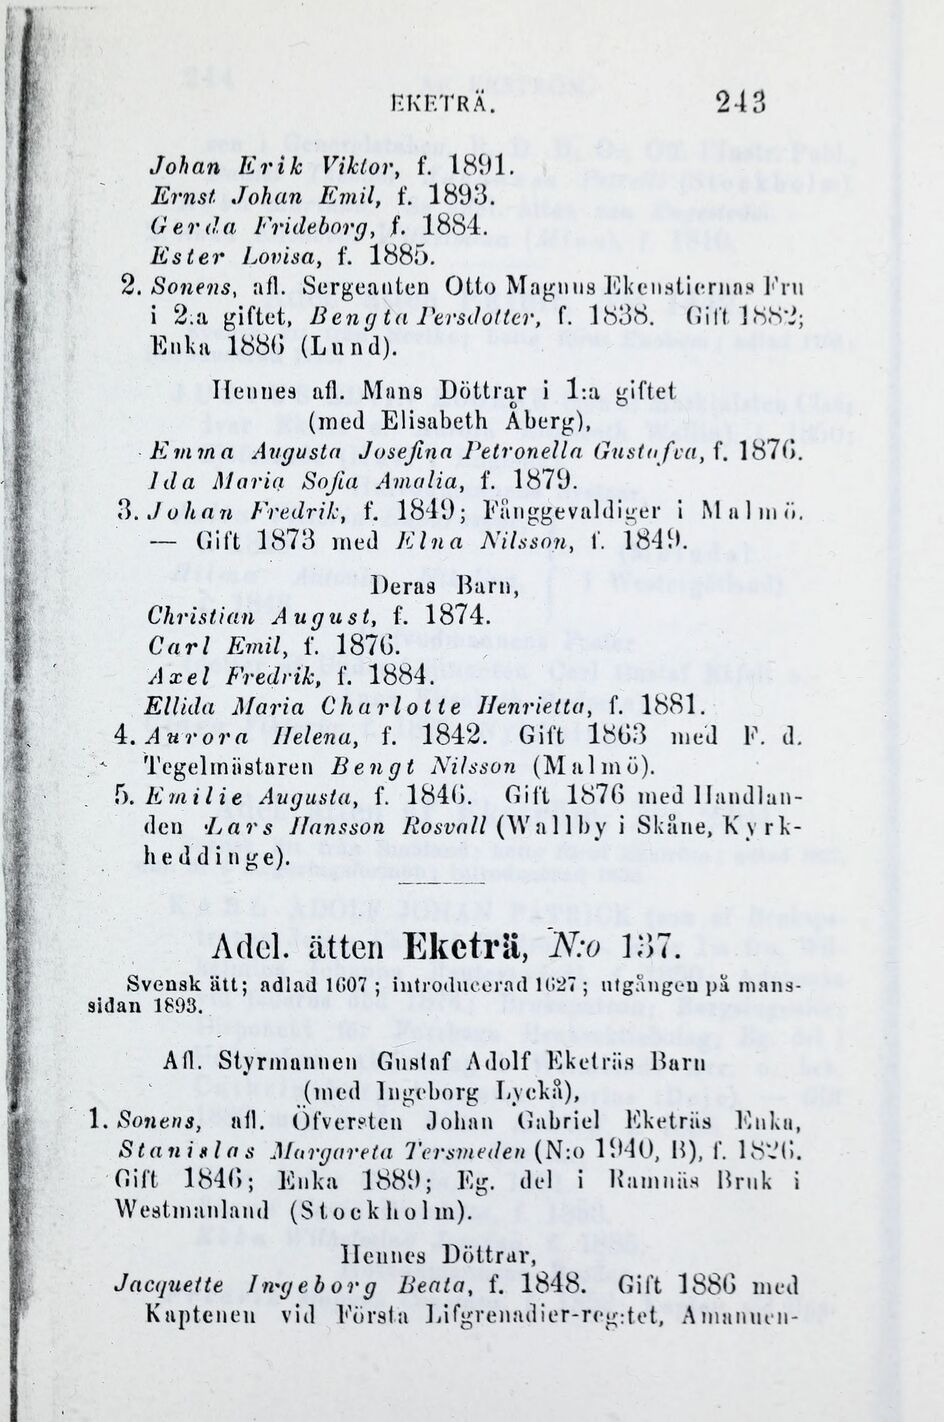 EKETRÄ. 243
Johan Erik Viktor, f. 1891.
Ernst Johan Emil, f. 1893.
Gerda Frideborg, f. 1884.
Ester Lovisa, f. 1885.
2. Sonens, afl. Sergeanten Otto Magnus Ekenstiernas Fru
i 2:a giftet, Bengta Persdotter, f. 1838. Gift 1882;
Enka 1886 (Lund).
Hennes afl. Mans Döttrar i 1:a giftet
(med Elisabeth Åberg),
Emma Augusta Josefina Petronella Gustafva, f. 1876.
Ida Maria Sofia Amalia, f. 1879.
3. Johan Fredrik, f. 1849; Fånggevaldiger i Malmö.
— Gift 1873 med Elna Nilsson, f. 1849.
Deras Barn,
Christian August, f. 1874.
Carl Emil, f. 1876.
Axel Fredrik, f. 1884.
Ellida Maria Charlotte Henrietta, f. 1881.
4. Aurora Helena, f. 1842. Gift 1863 med F. d.
Tegelmästaren Bengt Nilsson (Malmö).
5. Emilie Augusta, f. 1846. Gift 1876 med Handlan-
den Lars Hansson Rosvall (Wallby i Skåne, Kyrk-
heddinge).
Adel. ätten Eketrä, N:o 137.
Svensk ätt; adlad 1607; introducerad 1627; utgången på mans-
sidan 1893.
Afl. Styrmannen Gustaf Adolf Eketräs Barn
(med Ingeborg Lyckå),
1. Sonens, afl. Öfversten Johan Gabriel Eketräs Enka,
Stanislas Margareta Tersmeden (N:o 1940, B), f. 1826.
Gift 1846; Enka 1889; Eg. del i Ramnäs Bruk i
Westmanland (Stockholm).
Hennes Döttrar,
Jacquette Ingeborg Beata, f. 1848. Gift 1886 med
Kaptenen vid Första Lifgrenadier-reg:tet, Amanuen-